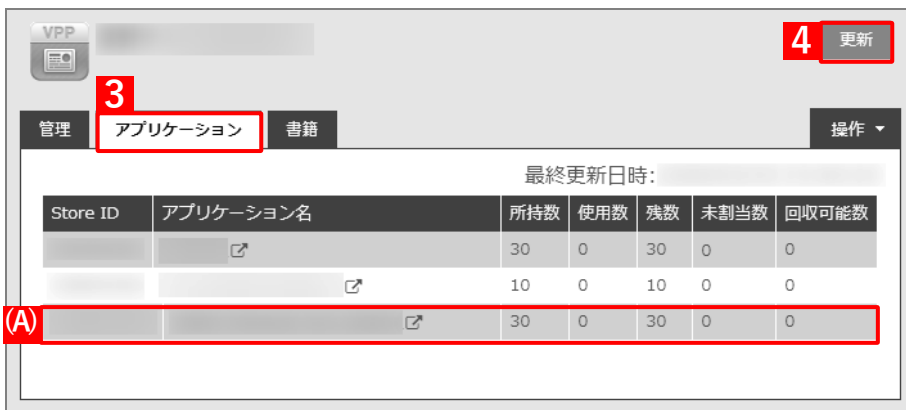 VPP
4 更新
3
管理 アプリケーション 書籍 操作
最終更新日時:
Store ID アプリケーション名 所持数 使用数 残数 未割当数 回収可能数
30 0 30 0 0
10 0 10 0 0
(A) 30 0 30 0 0